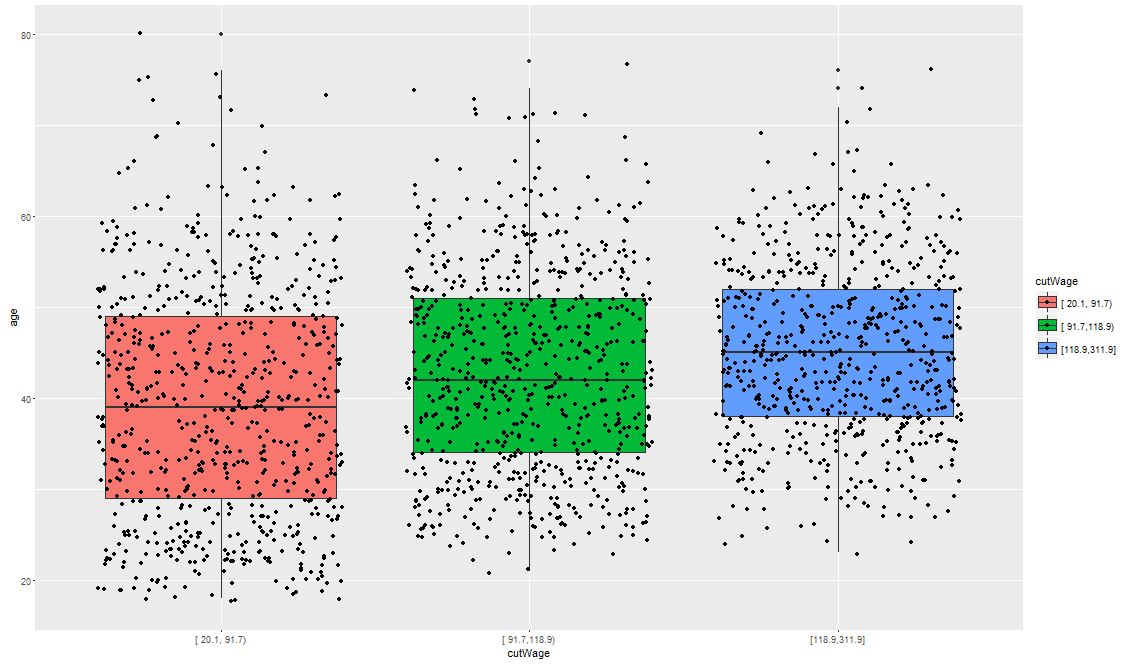 80
60
40
20
age
[ 20.1, 91.7)
[ 91.7,118.9)
[118.9,311.9]
cutWage
cutWage
[ 20.1, 91.7)
[ 91.7,118.9)
[118.9,311.9]